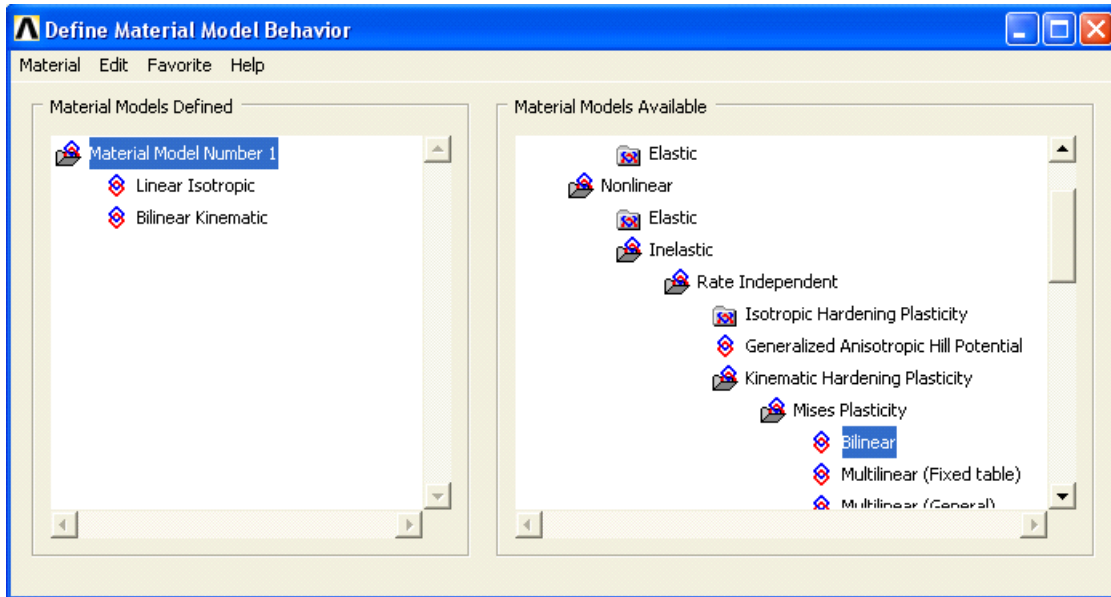 Define Material Model Behavior
Material Edit Favorite Help
Material Models Defined
Material Model Number 1
Linear Isotropic
Bilinear Kinematic
Material Models Available
Elastic
Nonlinear
Elastic
Inelastic
Rate Independent
Isotropic Hardening Plasticity
Generalized Anisotropic Hill Potential
Kinematic Hardening Plasticity
Mises Plasticity
Bilinear
Multilinear (Fixed table)
Multilinear (General)